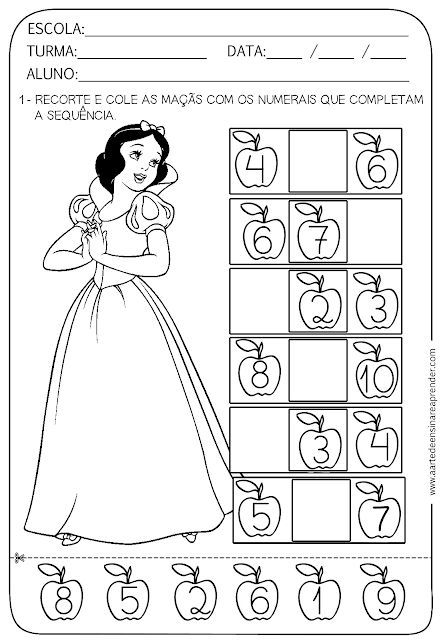 ESCOLA:
TURMA: DATA: / /
ALUNO:
1- RECORTE E COLE AS MAÇÃS COM OS NUMERAIS QUE COMPLETAM
A SEQUÊNCIA.
4 6
6 7
2 3
8 10
3 4
5 7
www.aartedeensinareaprender.com
8 5 2 6 1 9